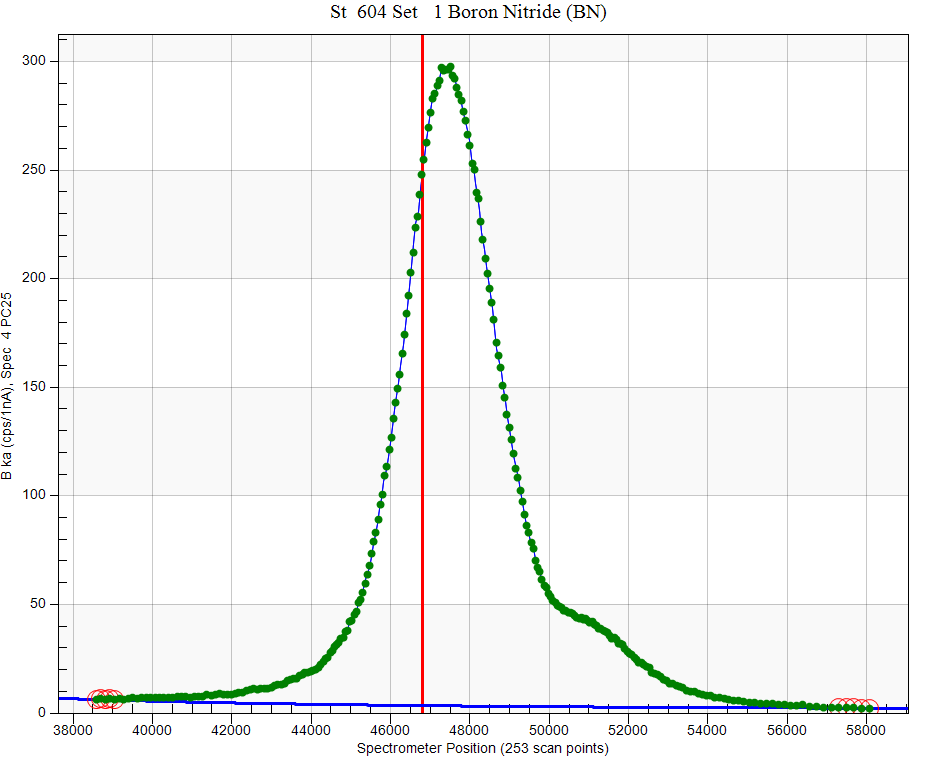 St 604 Set 1 Boron Nitride (BN)
B ka (cps/1nA), Spec 4 PC25
300
250
200
150
100
50
0
38000 40000 42000 44000 46000 48000 50000 52000 54000 56000 58000
Spectrometer Position (253 scan points)